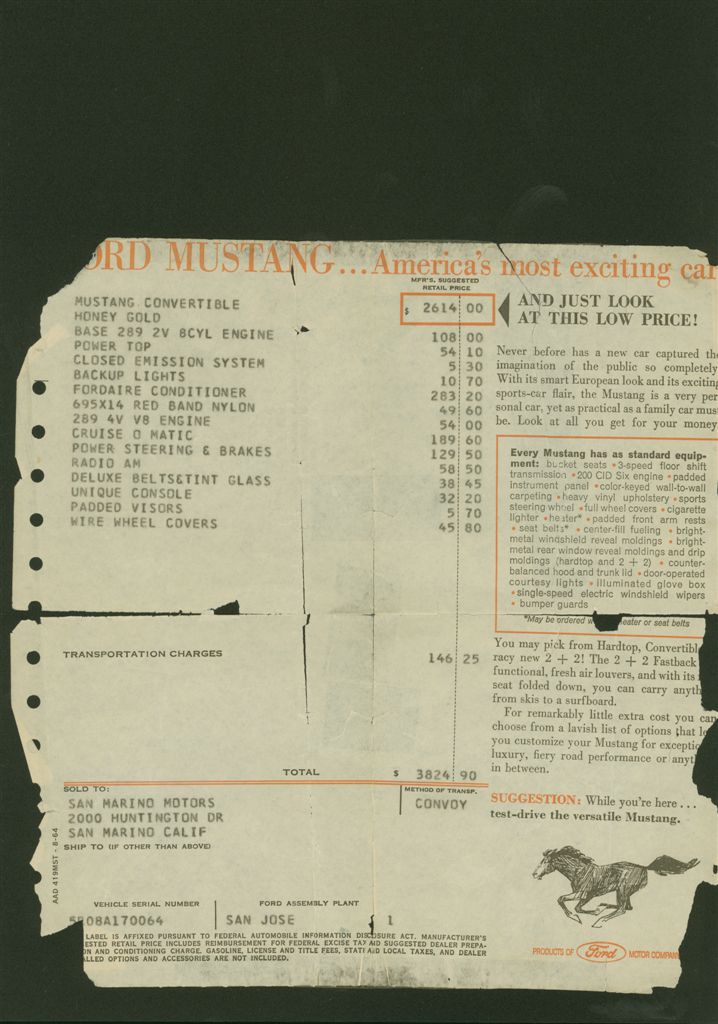 ORD MUSTANG...America's most exciting car
MFR'S. SUGGESTED
RETAIL PRICE
MUSTANG CONVERTIBLE $ 2614 00
HONEY GOLD
BASE 289 2V 8CYL ENGINE 108 00
POWER TOP 54 10
CLOSED EMISSION SYSTEM 5 30
BACKUP LIGHTS 10 70
FORDAIRE CONDITIONER 283 20
695X14 RED BAND NYLON 49 60
289 4V V8 ENGINE 54 00
CRUISE O MATIC 189 60
POWER STEERING & BRAKES 129 50
RADIO AM 58 50
DELUXE BELTS&TINT GLASS 38 45
UNIQUE CONSOLE 32 20
PADDED VISORS 5 70
WIRE WHEEL COVERS 45 80
AND JUST LOOK
AT THIS LOW PRICE!
Never before has a new car captured th
imagination of the public so completely
With its smart European look and its exciting
sports-car flair, the Mustang is a very per
sonal car, yet as practical as a family car mus
be. Look at all you get for your money
Every Mustang has as standard equip-
ment: bucket seats • 3-speed floor shift
transmission • 200 CID Six engine • padded
instrument panel • color-keyed wall-to-wall
carpeting • heavy vinyl upholstery • sports
steering wheel • full wheel covers • cigarette
lighter • heater* • padded front arm rests
• seat belts* • center-fill fueling • bright-
metal windshield reveal moldings • bright-
metal rear window reveal moldings and drip
moldings (hardtop and 2 + 2) • counter-
balanced hood and trunk lid • door-operated
courtesy lights • illuminated glove box
• single-speed electric windshield wipers
• bumper guards
*May be ordered w eater or seat belts
TRANSPORTATION CHARGES 146 25
You may pick from Hardtop, Convertibl
racy new 2 + 2! The 2 + 2 Fastback
functional, fresh air louvers, and with its
seat folded down, you can carry anyth
from skis to a surfboard.
For remarkably little extra cost you can
choose from a lavish list of options that le
you customize your Mustang for exceptio
luxury, fiery road performance or anyt
in between.
TOTAL $ 3824 90
SOLD TO:
SAN MARINO MOTORS
2000 HUNTINGTON DR
SAN MARINO CALIF
METHOD OF TRANSP.
CONVOY
SHIP TO (IF OTHER THAN ABOVE)
SUGGESTION: While you're here ...
test-drive the versatile Mustang.
AAD 419MST - 8-64
VEHICLE SERIAL NUMBER
5R08A170064
FORD ASSEMBLY PLANT
SAN JOSE 1
LABEL IS AFFIXED PURSUANT TO FEDERAL AUTOMOBILE INFORMATION DISCLOSURE ACT. MANUFACTURER'S
ESTED RETAIL PRICE INCLUDES REIMBURSEMENT FOR FEDERAL EXCISE TAX AND SUGGESTED DEALER PREPA-
ON AND CONDITIONING CHARGE. GASOLINE, LICENSE AND TITLE FEES, STATE AND LOCAL TAXES, AND DEALER
ALLED OPTIONS AND ACCESSORIES ARE NOT INCLUDED.
PRODUCTS OF Ford MOTOR COMPANY